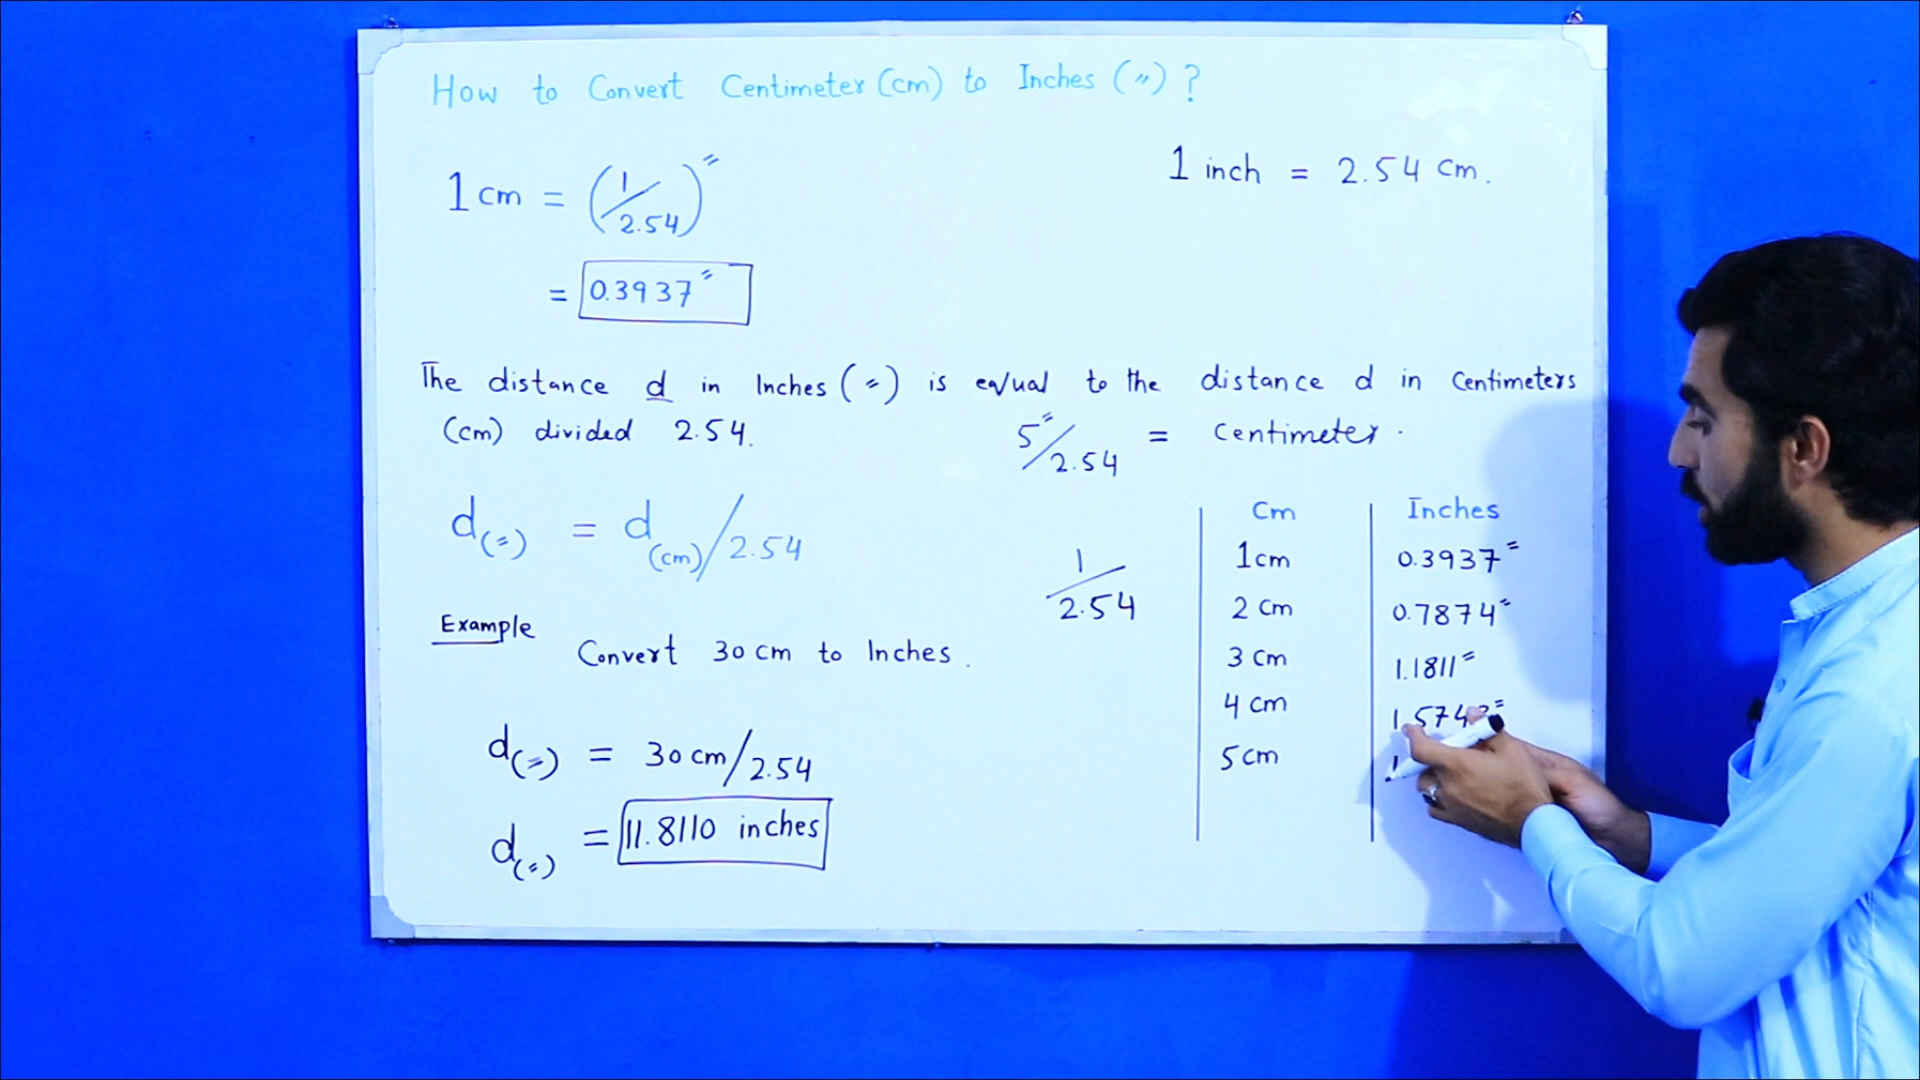 How to Convert Centimeter (cm) to Inches (〃) ?
1 inch = 2.54 cm.
1 cm = (1/2.54)〃
= 0.3937〃
The distance d in Inches (〃) is equal to the distance d in Centimeters
(cm) divided 2.54.
5〃/2.54 = Centimeter.
d(〃) = d(cm)/2.54
Example
Convert 30 cm to Inches.
d(〃) = 30 cm/2.54
d(〃) = 11.8110 inches
1/2.54
Cm Inches
1cm 0.3937〃
2 cm 0.7874〃
3 cm 1.1811〃
4 cm
5 cm